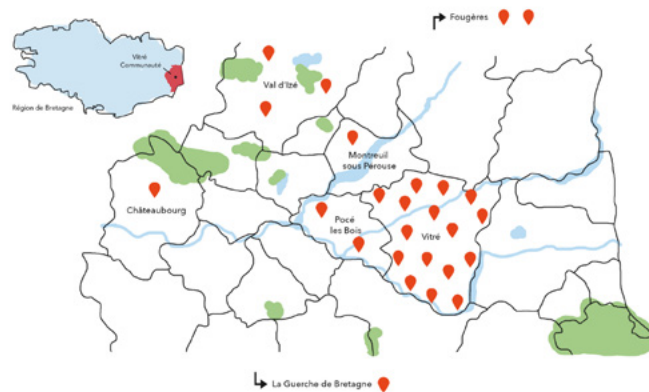 Fougères
Vitré
Communauté
Région de Bretagne
Val d'Izé
Montreuil
sous Pérouse
Châteaubourg
Pocé
les Bois
Vitré
La Guerche de Bretagne